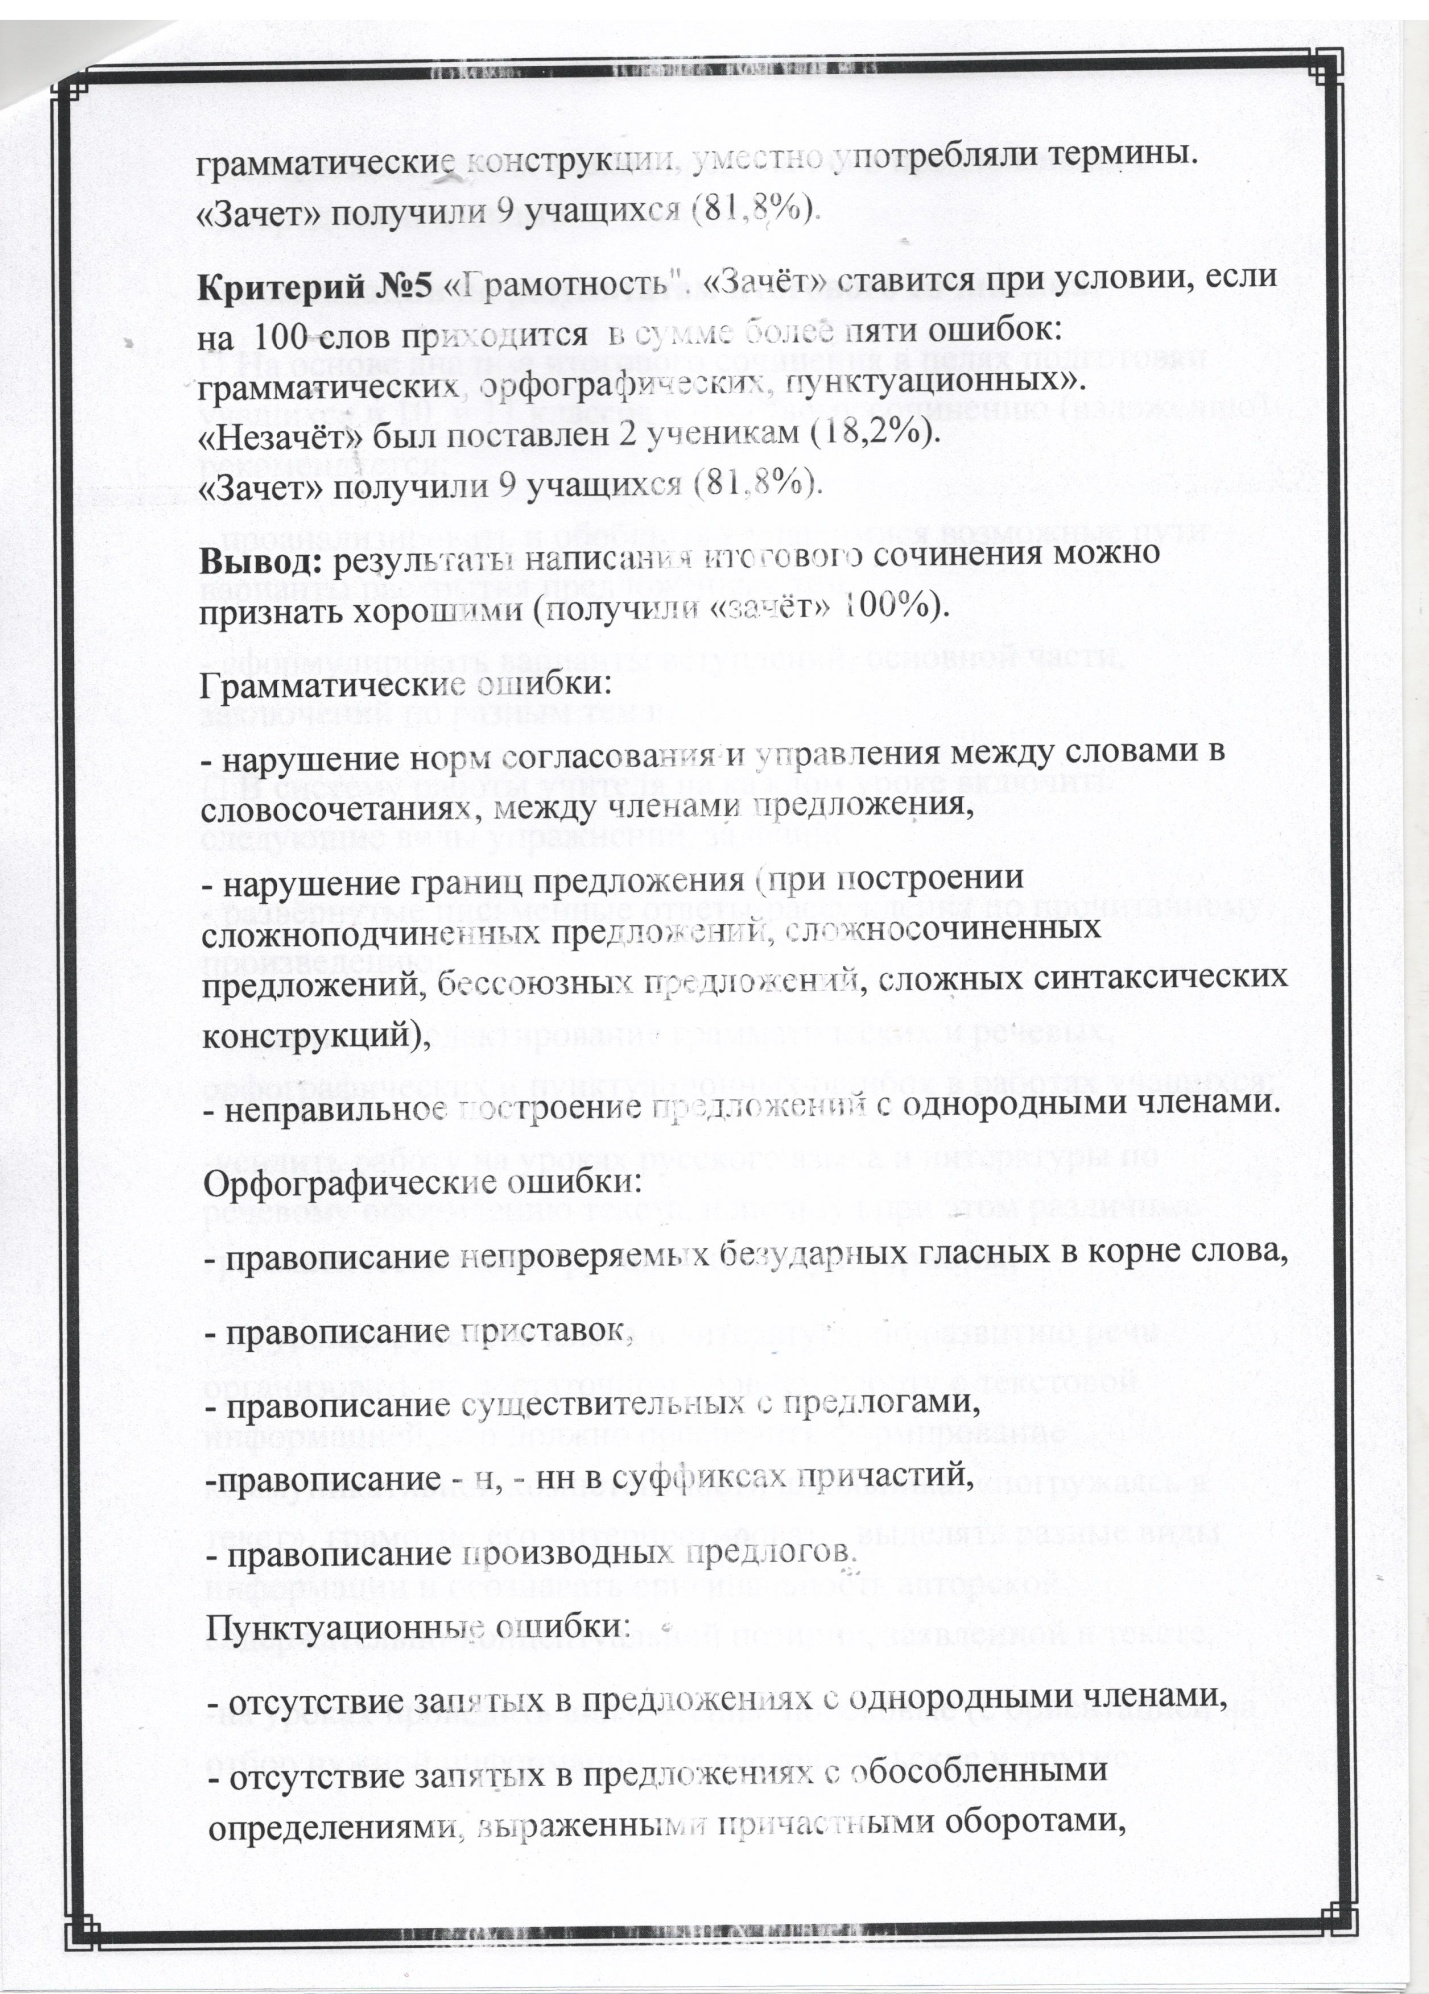 грамматические конструкции, уместно употребляли термины.
«Зачет» получили 9 учащихся (81,8%).
Критерий №5 «Грамотность". «Зачёт» ставится при условии, если
на 100 слов приходится в сумме более пяти ошибок:
грамматических, орфографических, пунктуационных».
«Незачёт» был поставлен 2 ученикам (18,2%).
«Зачет» получили 9 учащихся (81,8%).
Вывод: результаты написания итогового сочинения можно
признать хорошими (получили «зачёт» 100%).
Грамматические ошибки:
- нарушение норм согласования и управления между словами в
словосочетаниях, между членами предложения,
- нарушение границ предложения (при построении
сложноподчиненных предложений, сложносочиненных
предложений, бессоюзных предложений, сложных синтаксических
конструкций),
- неправильное построение предложений с однородными членами.
Орфографические ошибки:
- правописание непроверяемых безударных гласных в корне слова,
- правописание приставок,
- правописание существительных с предлогами,
-правописание - н, - нн в суффиксах причастий,
- правописание производных предлогов.
Пунктуационные ошибки:
- отсутствие запятых в предложениях с однородными членами,
- отсутствие запятых в предложениях с обособленными
определениями, выраженными причастными оборотами,